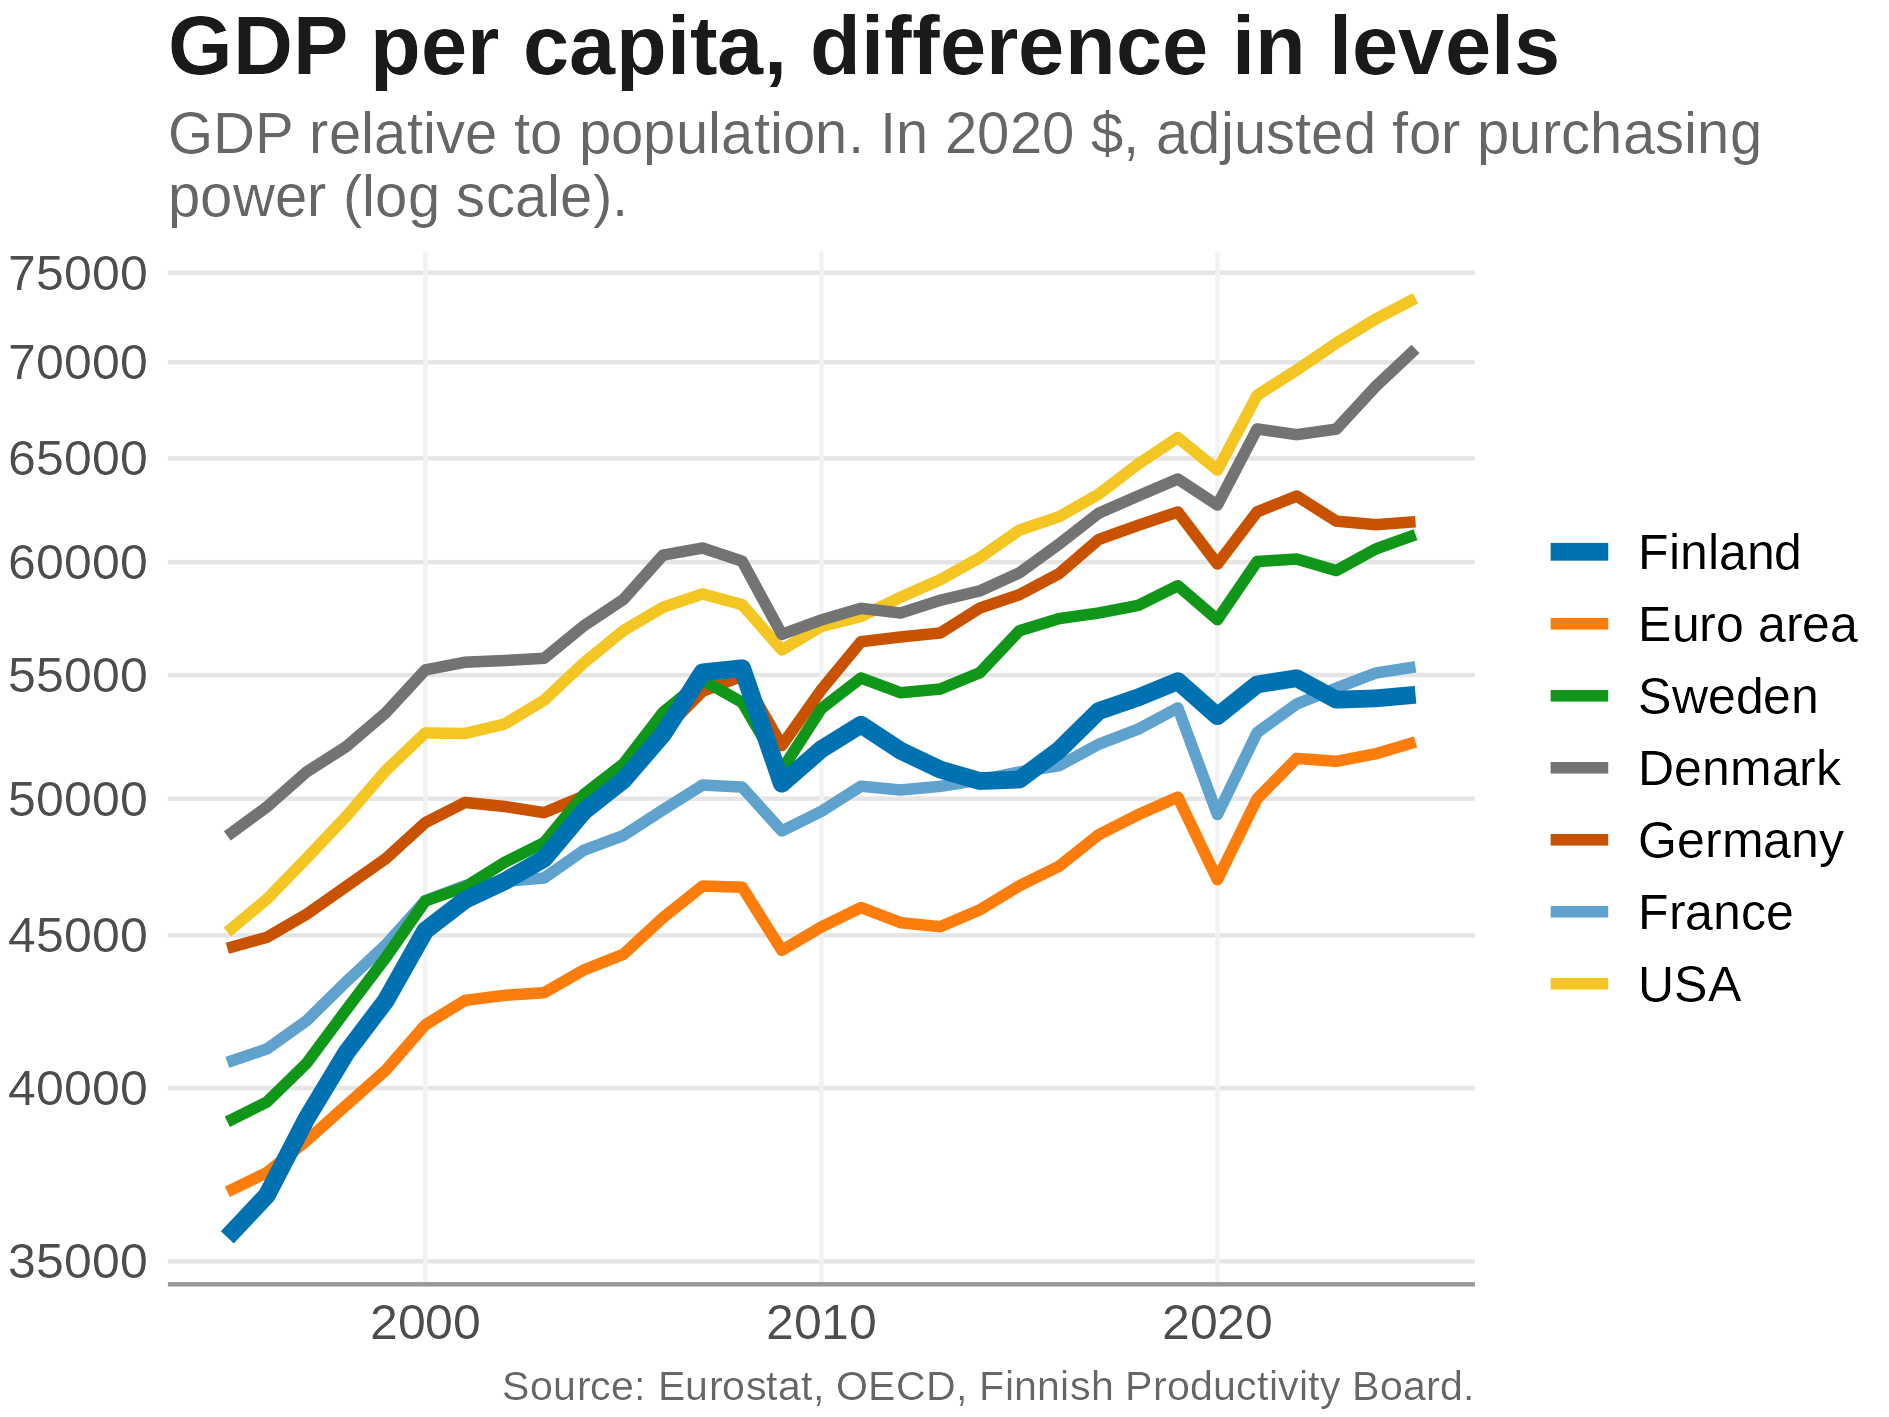 GDP per capita, difference in levels
GDP relative to population. In 2020 $, adjusted for purchasing
power (log scale).
75000
70000
65000
60000
55000
50000
45000
40000
35000
2000 2010 2020
Finland
Euro area
Sweden
Denmark
Germany
France
USA
Source: Eurostat, OECD, Finnish Productivity Board.